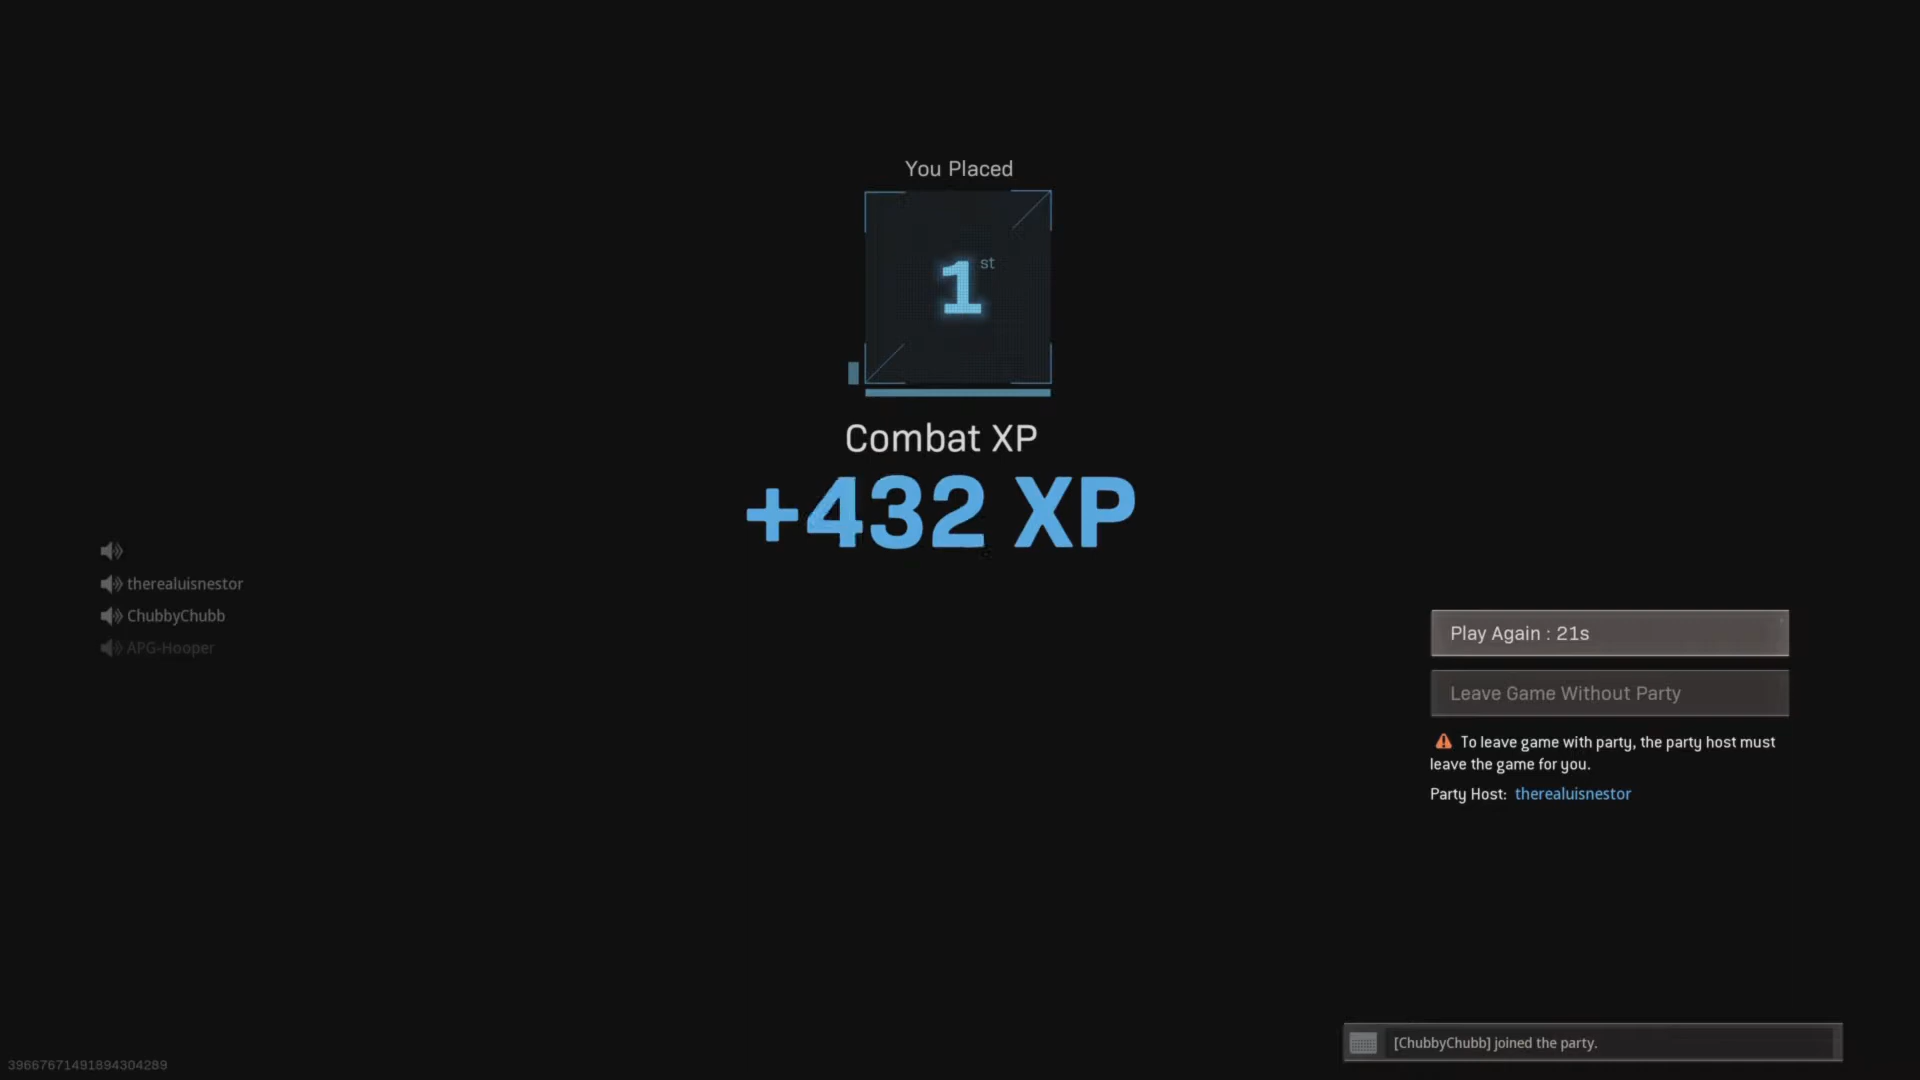 You Placed
1st
Combat XP
+432 XP
therealuisnestor
ChubbyChubb
APG-Hooper
Play Again : 21s
Leave Game Without Party
To leave game with party, the party host must
leave the game for you.
Party Host: therealuisnestor
[ChubbyChubb] joined the party.
39667671491894304289